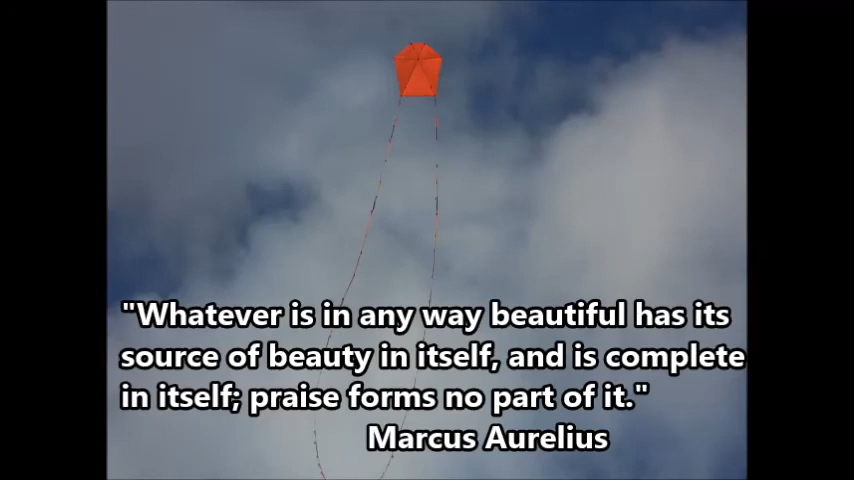 "Whatever is in any way beautiful has its
source of beauty in itself, and is complete
in itself; praise forms no part of it."
Marcus Aurelius